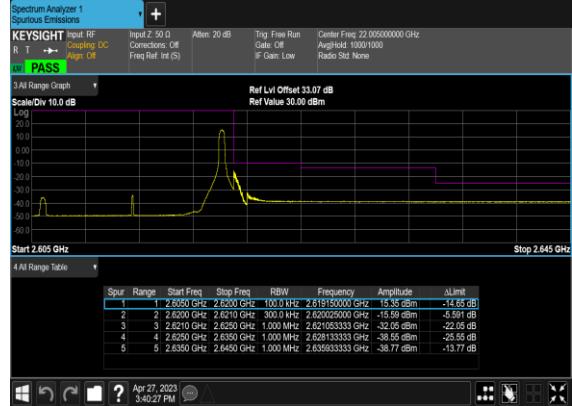 Spectrum Analyzer 1
Spurious Emissions
KEYSIGHT
R T
PASS
Input: RF
Coupling: DC
Align: Off
Input Z: 50 Ω
Corrections: Off
Freq Ref: Int (S)
Atten: 20 dB
Trig: Free Run
Gate: Off
IF Gain: Low
Center Freq: 22.005000000 GHz
Avg|Hold: 1000/1000
Radio Std: None
3 All Range Graph
Scale/Div 10.0 dB
Ref Lvl Offset 33.07 dB
Ref Value 30.00 dBm
Log
20.0
10.0
0.00
-10.0
-20.0
-30.0
-40.0
-50.0
-60.0
Start 2.605 GHz
Stop 2.645 GHz
4 All Range Table
Spur Range Start Freq Stop Freq RBW Frequency Amplitude ΔLimit
1 1 2.6050 GHz 2.6200 GHz 100.0 kHz 2.619150000 GHz 15.35 dBm -14.65 dB
2 2 2.6200 GHz 2.6210 GHz 300.0 kHz 2.620025000 GHz -15.59 dBm -5.591 dB
3 3 2.6210 GHz 2.6250 GHz 1.000 MHz 2.621053333 GHz -32.05 dBm -22.05 dB
4 4 2.6250 GHz 2.6350 GHz 1.000 MHz 2.628133333 GHz -38.55 dBm -25.55 dB
5 5 2.6350 GHz 2.6450 GHz 1.000 MHz 2.635933333 GHz -38.77 dBm -13.77 dB
?
Apr 27, 2023
3:40:27 PM